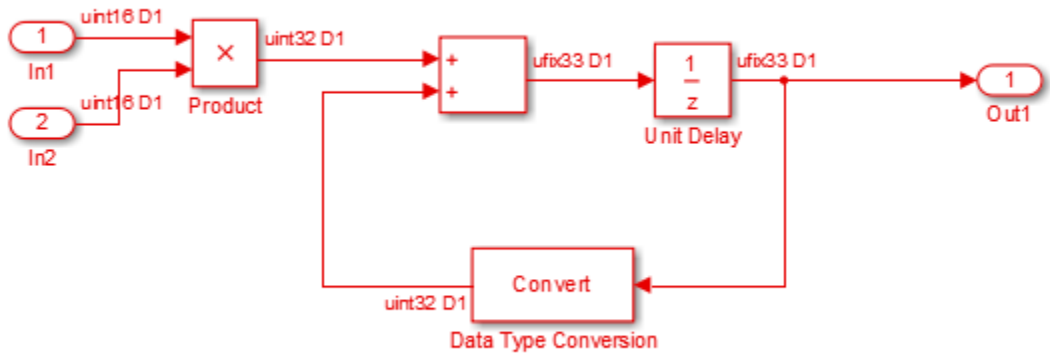 uint16 D1
1
In1
×
Product
uint32 D1
uint16 D1
2
In2
+
+
ufix33 D1
1
z
Unit Delay
ufix33 D1
1
Out1
Convert
uint32 D1
Data Type Conversion